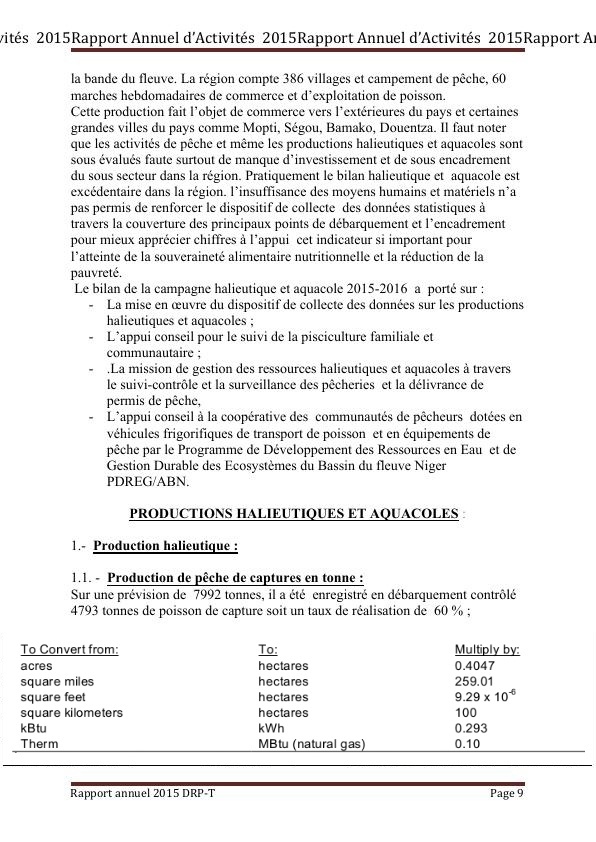 vités  2015Rapport Annuel d’Activités  2015Rapport Annuel d’Activités  2015Rapport An
la bande du fleuve. La région compte 386 villages et campement de pêche, 60
marches hebdomadaires de commerce et d’exploitation de poisson.
Cette production fait l’objet de commerce vers l’extérieures du pays et certaines
grandes villes du pays comme Mopti, Ségou, Bamako, Douentza. Il faut noter
que les activités de pêche et même les productions halieutiques et aquacoles sont
sous évalués faute surtout de manque d’investissement et de sous encadrement
du sous secteur dans la région. Pratiquement le bilan halieutique et  aquacole est
excédentaire dans la région. l’insuffisance des moyens humains et matériels n’a
pas permis de renforcer le dispositif de collecte  des données statistiques à
travers la couverture des principaux points de débarquement et l’encadrement
pour mieux apprécier chiffres à l’appui  cet indicateur si important pour
l’atteinte de la souveraineté alimentaire nutritionnelle et la réduction de la
pauvreté.
Le bilan de la campagne halieutique et aquacole 2015-2016  a  porté sur :
- La mise en œuvre du dispositif de collecte des données sur les productions
halieutiques et aquacoles ;
- L’appui conseil pour le suivi de la pisciculture familiale et
communautaire ;
- .La mission de gestion des ressources halieutiques et aquacoles à travers
le suivi-contrôle et la surveillance des pêcheries  et la délivrance de
permis de pêche,
- L’appui conseil à la coopérative des  communautés de pêcheurs  dotées en
véhicules frigorifiques de transport de poisson  et en équipements de
pêche par le Programme de Développement des Ressources en Eau  et de
Gestion Durable des Ecosystèmes du Bassin du fleuve Niger
PDREG/ABN.
PRODUCTIONS HALIEUTIQUES ET AQUACOLES :
1.-  Production halieutique :
1.1. -  Production de pêche de captures en tonne :
Sur une prévision de  7992 tonnes, il a été  enregistré en débarquement contrôlé
4793 tonnes de poisson de capture soit un taux de réalisation de  60 % ;
To Convert from: To: Multiply by:
acres hectares 0.4047
square miles hectares 259.01
square feet hectares 9.29 x 10⁻⁶
square kilometers hectares 100
kBtu kWh 0.293
Therm MBtu (natural gas) 0.10
Rapport annuel 2015 DRP-T Page 9